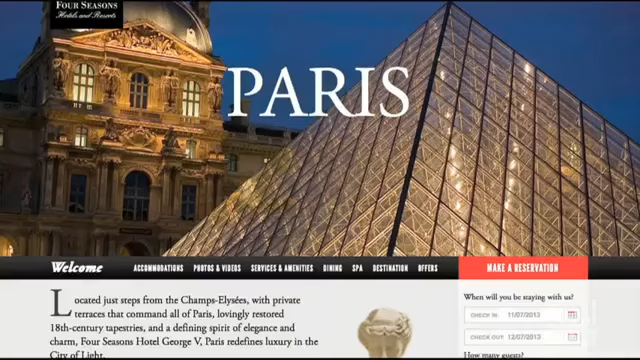 FOUR SEASONS
Hotels and Resorts
PARIS
Welcome ACCOMMODATIONS PHOTOS & VIDEOS SERVICES & AMENITIES DINING SPA DESTINATION OFFERS MAKE A RESERVATION
Located just steps from the Champs-Elysées, with private
terraces that command all of Paris, lovingly restored
18th-century tapestries, and a defining spirit of elegance and
charm, Four Seasons Hotel George V, Paris redefines luxury in the
City of Light.
When will you be staying with us?
CHECK IN: 11/07/2013
CHECK OUT: 12/07/2013
How many guests?